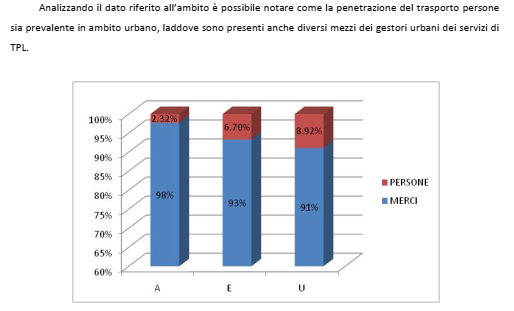 Analizzando il dato riferito all'ambito è possibile notare come la penetrazione del trasporto persone
sia prevalente in ambito urbano, laddove sono presenti anche diversi mezzi dei gestori urbani dei servizi di
TPL.
100%
95%
90%
85%
80%
75%
70%
65%
60%
2.32%
6.70%
8.92%
98%
93%
91%
PERSONE
MERCI
A
E
U